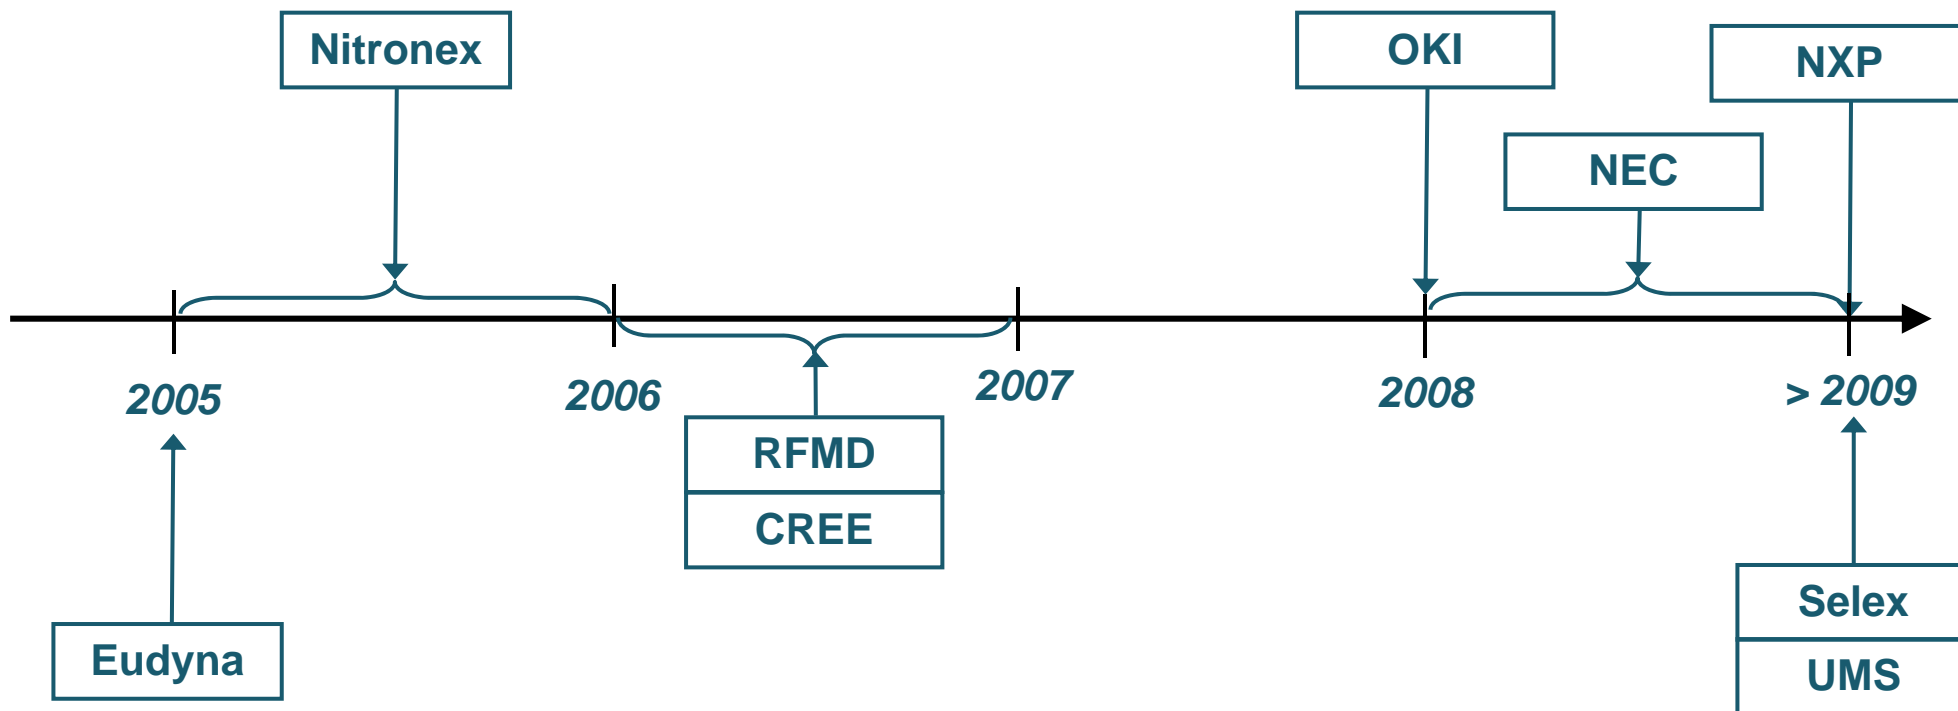 Nitronex
OKI
NXP
NEC
2005
2006
2007
2008
> 2009
RFMD
CREE
Eudyna
Selex
UMS